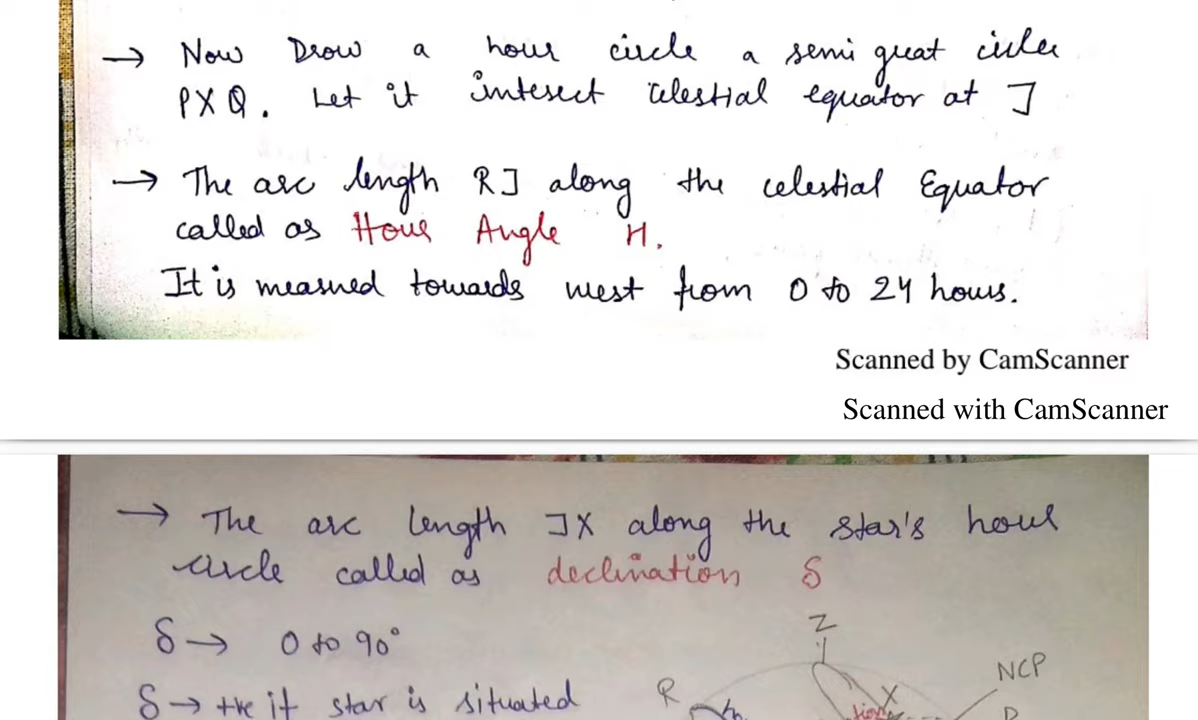 → Now Drow a hour circle a semi great circle
PXQ. Let it intesect celestial equator at J
→ The arc length RJ along the celestial Equator
called as Hour Angle H.
It is measured towards west from 0 to 24 hours.
Scanned by CamScanner
Scanned with CamScanner
→ The arc length JX along the star's hour
circle called as declination δ
δ → 0 to 90°
Z
NCP
δ → +ve if star is situated
R
X
P